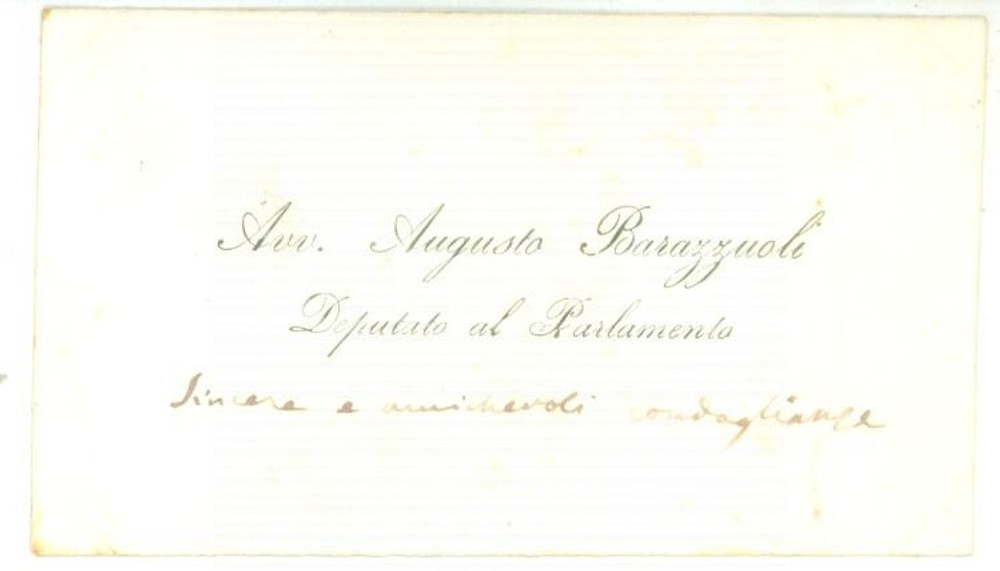 Avv. Augusto Barazzuoli
Deputato al Parlamento
Sincere e amichevoli condoglianze